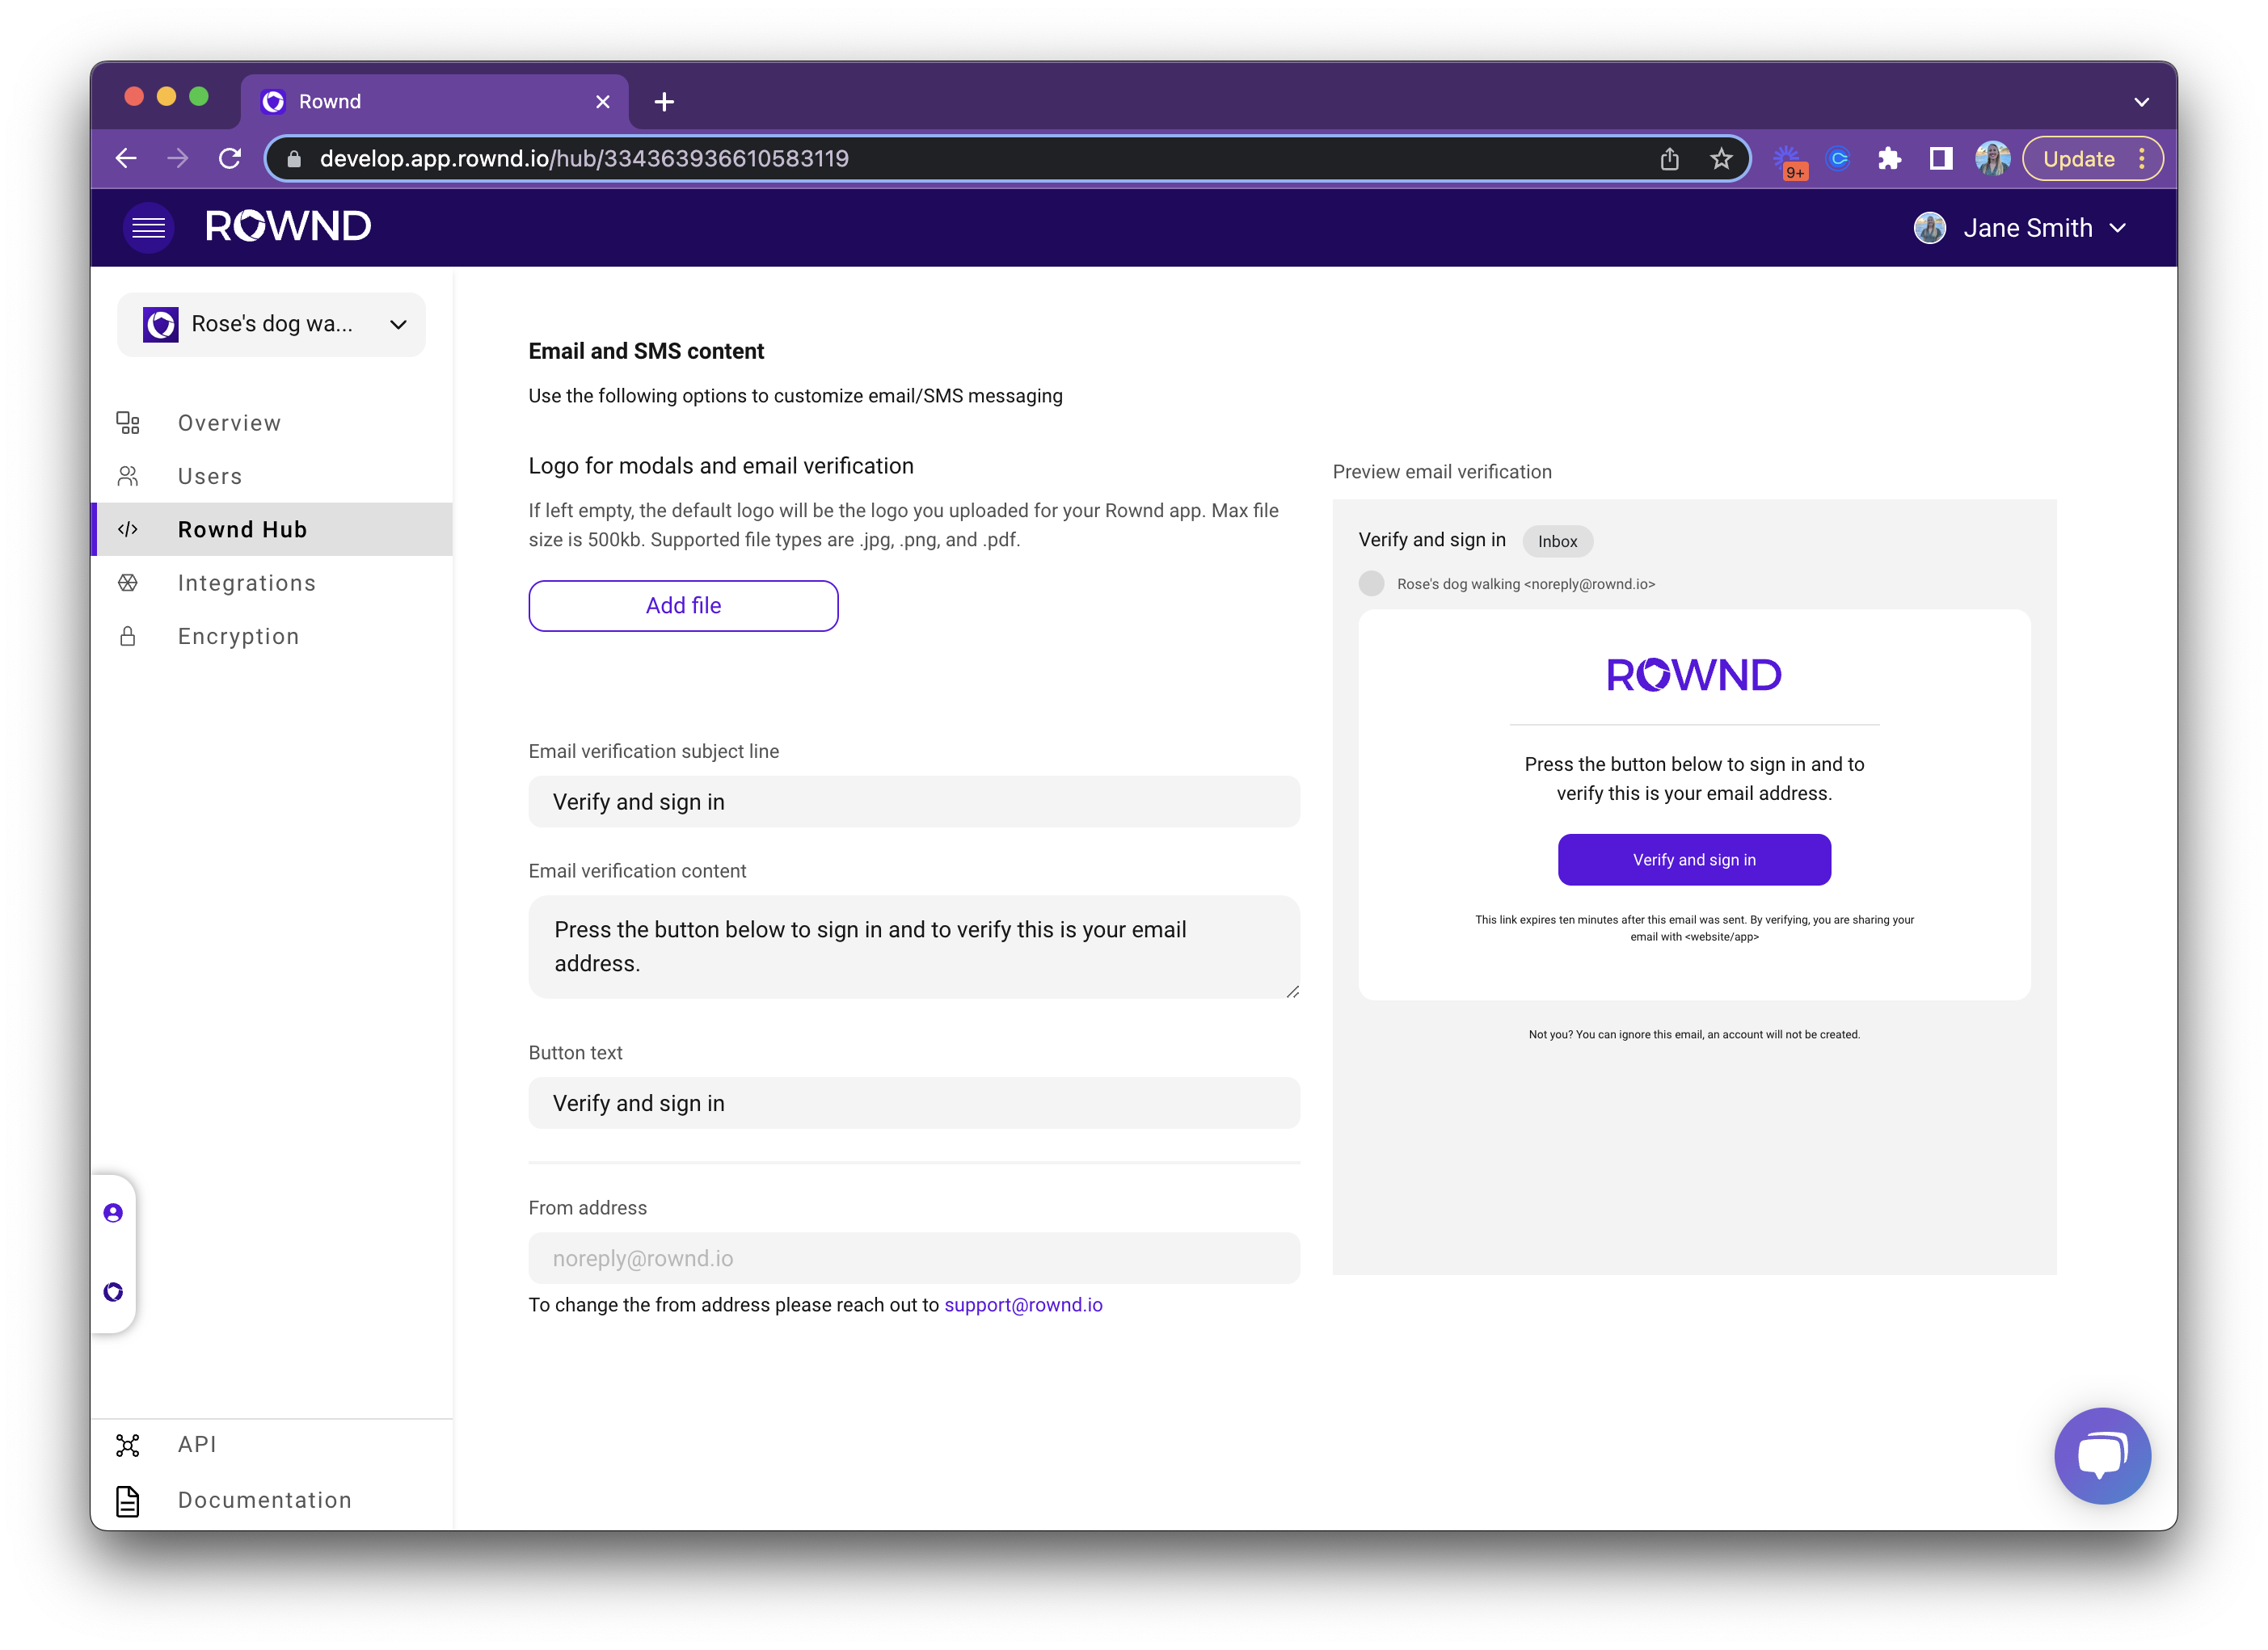 Rownd
develop.app.rownd.io/hub/334363936610583119
9+
Update
ROWND
Jane Smith
Rose's dog wa...
Overview
Users
Rownd Hub
Integrations
Encryption
API
Documentation
Email and SMS content
Use the following options to customize email/SMS messaging
Logo for modals and email verification
If left empty, the default logo will be the logo you uploaded for your Rownd app. Max file
size is 500kb. Supported file types are .jpg, .png, and .pdf.
Add file
Email verification subject line
Verify and sign in
Email verification content
Press the button below to sign in and to verify this is your email
address.
Button text
Verify and sign in
From address
noreply@rownd.io
To change the from address please reach out to support@rownd.io
Preview email verification
Verify and sign in Inbox
Rose's dog walking <noreply@rownd.io>
ROWND
Press the button below to sign in and to
verify this is your email address.
Verify and sign in
This link expires ten minutes after this email was sent. By verifying, you are sharing your
email with <website/app>
Not you? You can ignore this email, an account will not be created.